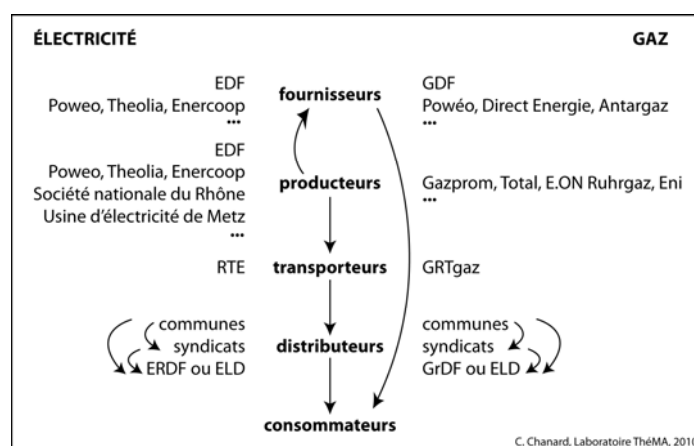 ÉLECTRICITÉ
GAZ
EDF
Poweo, Theolia, Enercoop
...
fournisseurs
GDF
Powéo, Direct Energie, Antargaz
...
EDF
Poweo, Theolia, Enercoop
Société nationale du Rhône
Usine d'électricité de Metz
...
producteurs
Gazprom, Total, E.ON Ruhrgaz, Eni
...
RTE
transporteurs
GRTgaz
communes
syndicats
ERDF ou ELD
distributeurs
communes
syndicats
GrDF ou ELD
consommateurs
C. Chanard, Laboratoire ThéMA, 2010